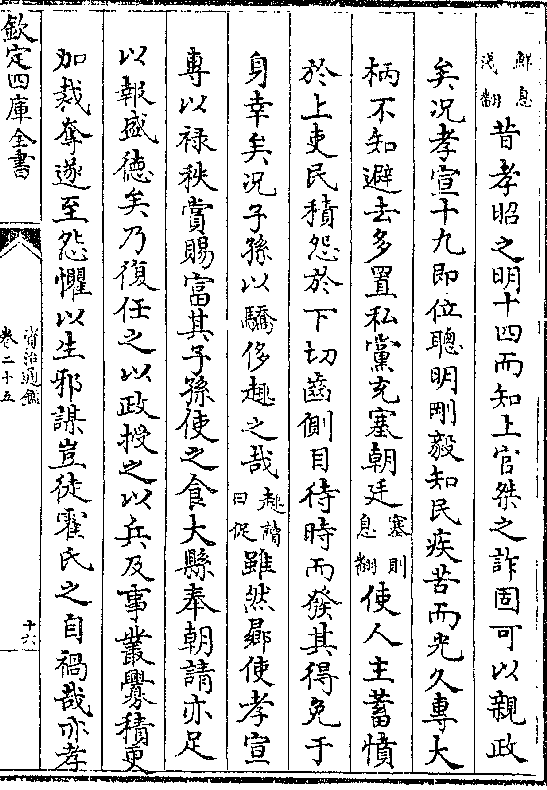 鮮息淺翻昔孝昭之明十四而知上官桀之詐固可以親政
矣况孝宣十九即位聰明剛毅知民疾苦而光久專大
柄不知避去多置私黨充塞朝廷塞則息翻使人主蓄憤
於上吏民積怨於下切齒側目待時而發其得免于
身幸矣况子孫以驕侈趣之哉趣讀曰促雖然鄉使孝宣
專以禄秩賞賜富其子孫使之食大縣奉朝請亦足
以報盛德矣乃復任之以政授之以兵及事叢釁積更
加裁奪遂至怨懼以生邪謀豈徒霍氏之自禍哉亦孝
欽定四庫全書
資治通鑑
卷二十五
十六